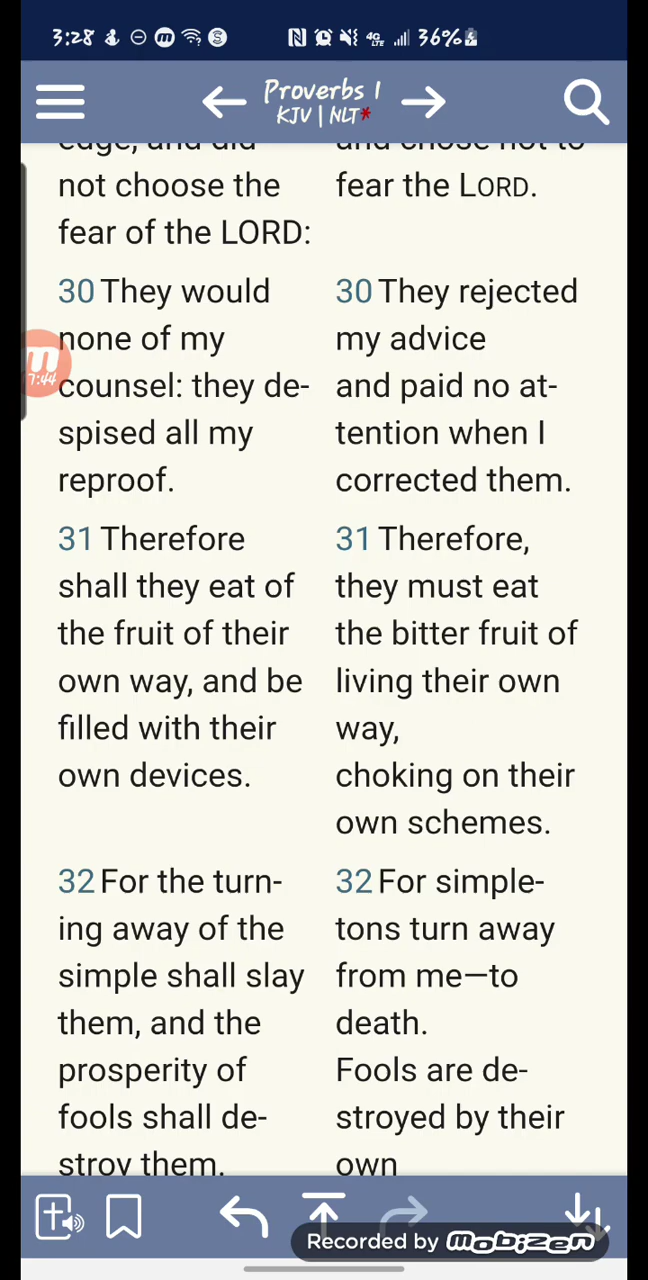 3:28 36%
Proverbs 1
KJV | NLT*
edge, and did
not choose the
fear of the LORD:
30 They would
none of my
counsel: they de-
spised all my
reproof.
31 Therefore
shall they eat of
the fruit of their
own way, and be
filled with their
own devices.
32 For the turn-
ing away of the
simple shall slay
them, and the
prosperity of
fools shall de-
stroy them.
and chose not to
fear the LORD.
30 They rejected
my advice
and paid no at-
tention when I
corrected them.
31 Therefore,
they must eat
the bitter fruit of
living their own
way,
choking on their
own schemes.
32 For simple-
tons turn away
from me—to
death.
Fools are de-
stroyed by their
own
Recorded by mobizen